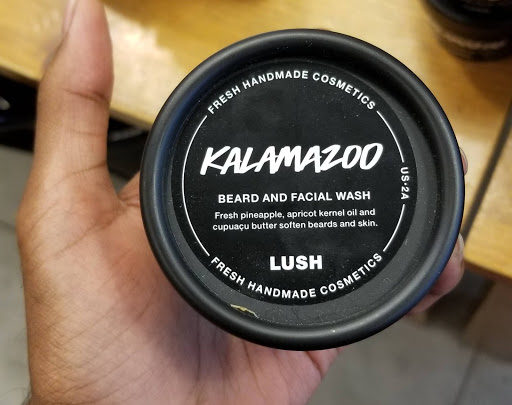 FRESH HANDMADE COSMETICS
KALAMAZOO
US-2A
BEARD AND FACIAL WASH
Fresh pineapple, apricot kernel oil and
cupuaçu butter soften beards and skin.
LUSH
FRESH HANDMADE COSMETICS